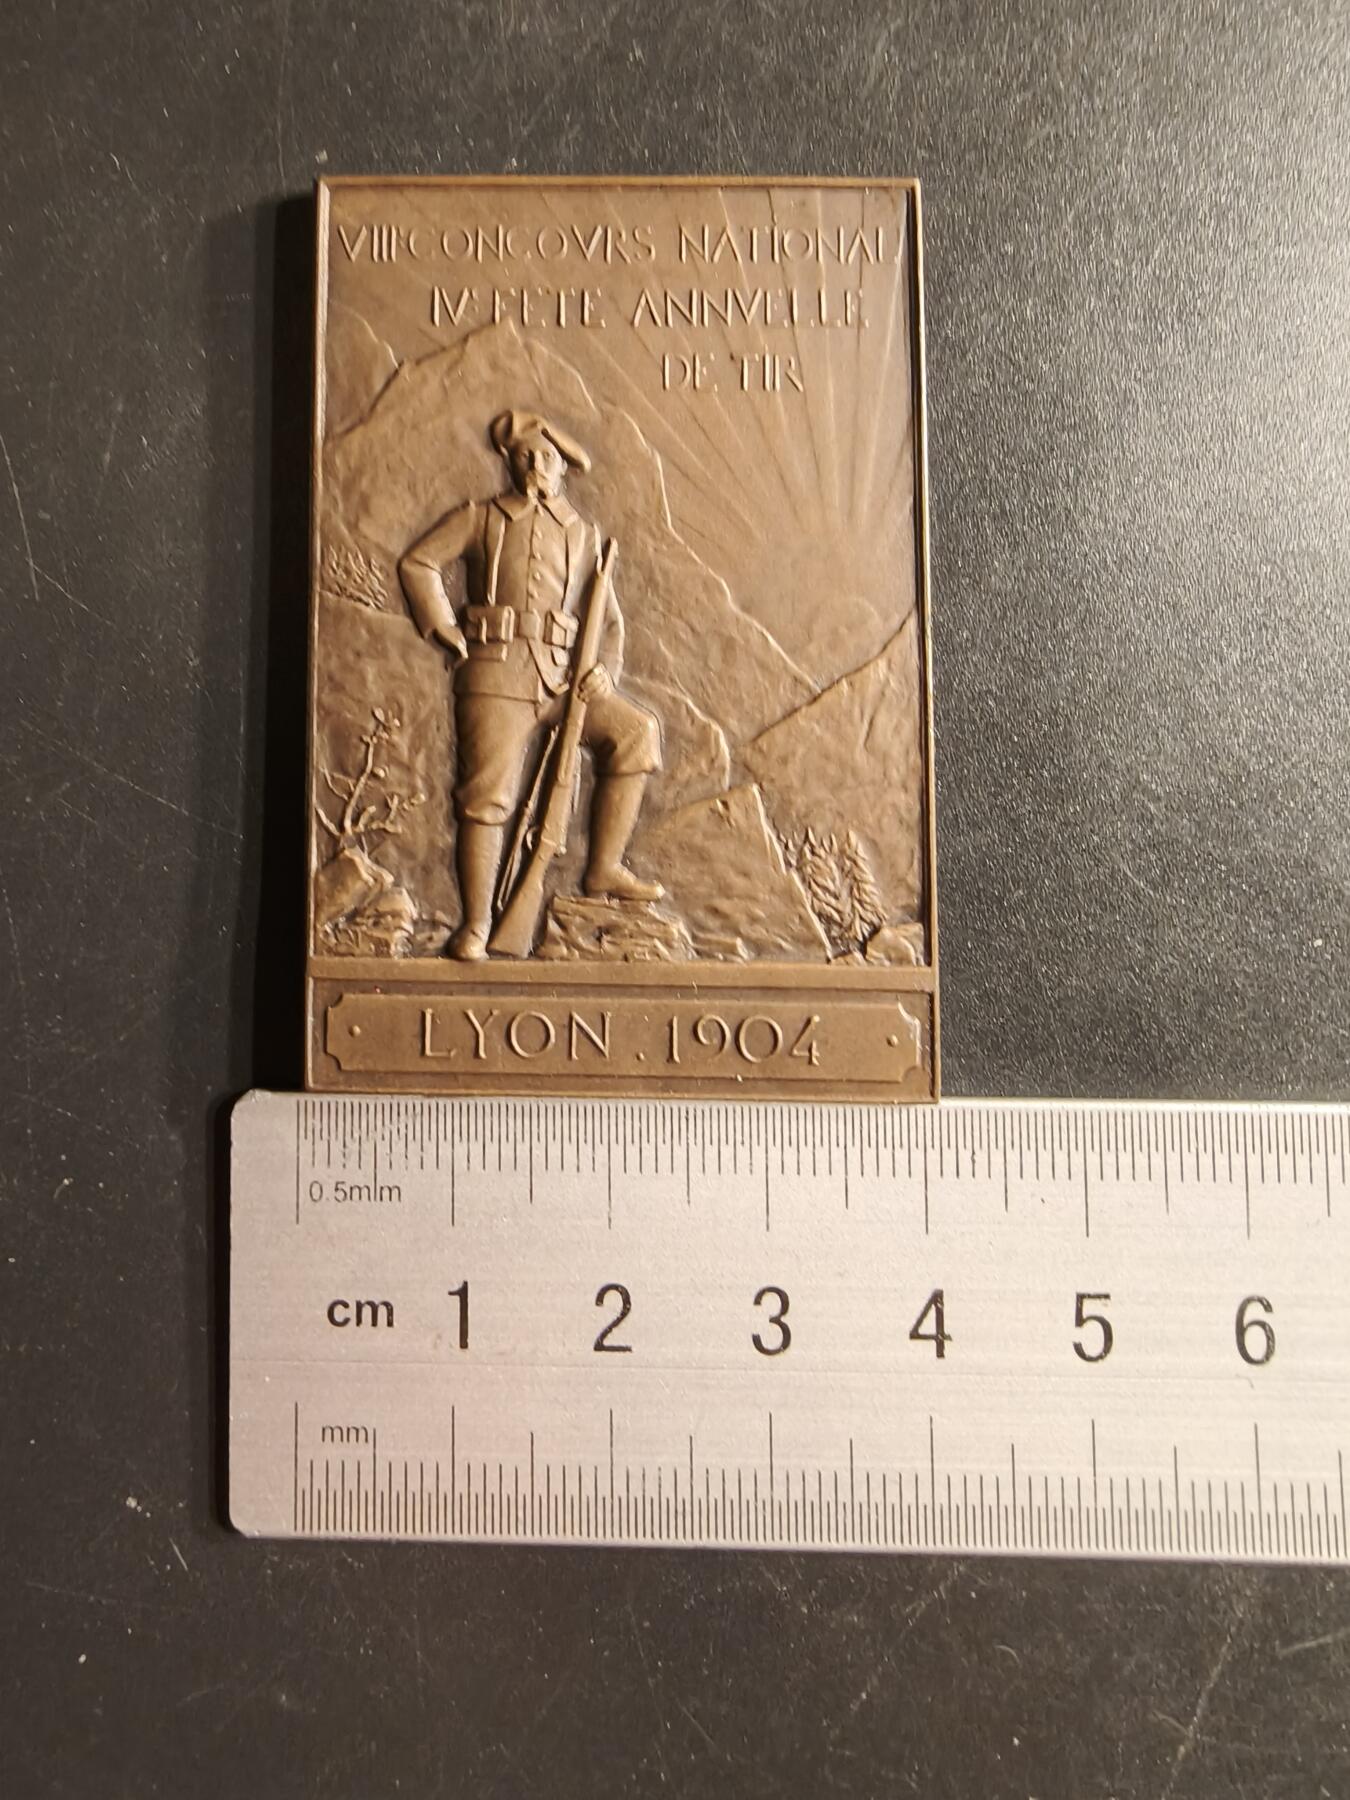 VIIIᵉ CONCOVRS NATIONAL
IVᵉ FETE ANNVELLE
DE TIR
LYON . 1904
0.5mm
cm 1 2 3 4 5 6
mm